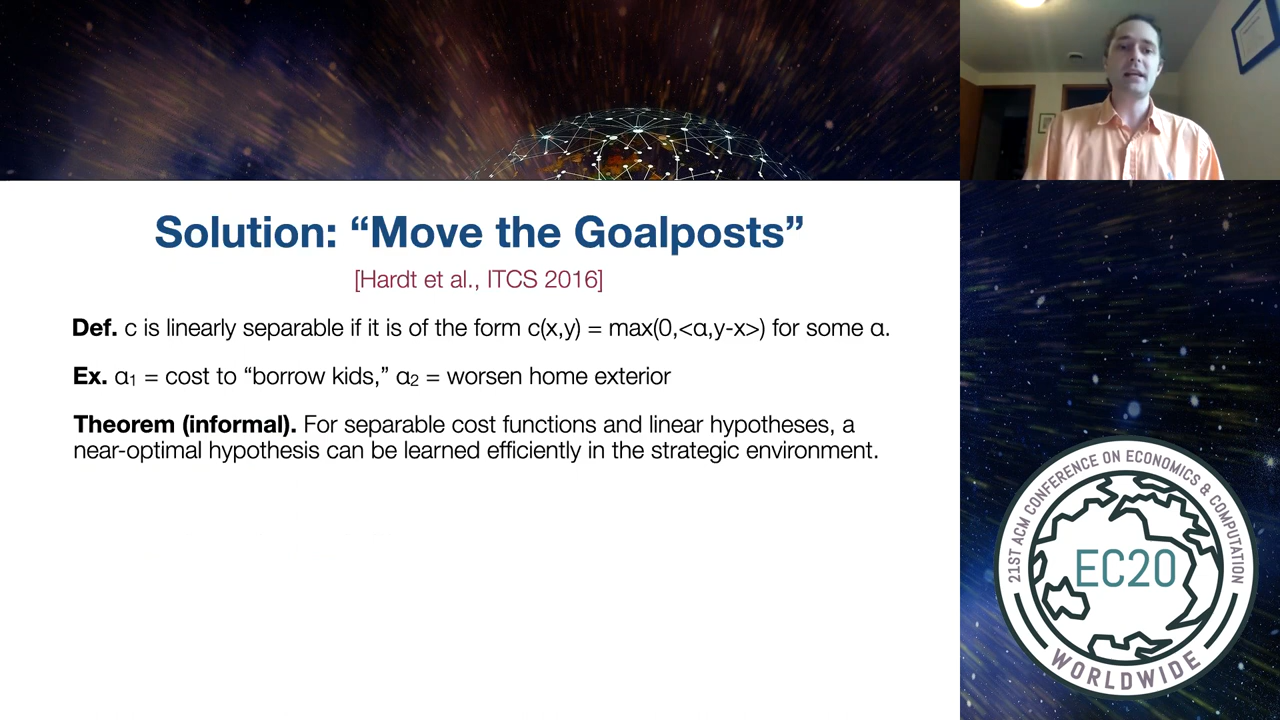 Solution: “Move the Goalposts”
[Hardt et al., ITCS 2016]
Def. c is linearly separable if it is of the form c(x,y) = max(0,<α,y-x>) for some α.
Ex. α₁ = cost to “borrow kids,” α₂ = worsen home exterior
Theorem (informal). For separable cost functions and linear hypotheses, a
near-optimal hypothesis can be learned efficiently in the strategic environment.
21ST ACM CONFERENCE ON ECONOMICS & COMPUTATION
EC20
WORLDWIDE